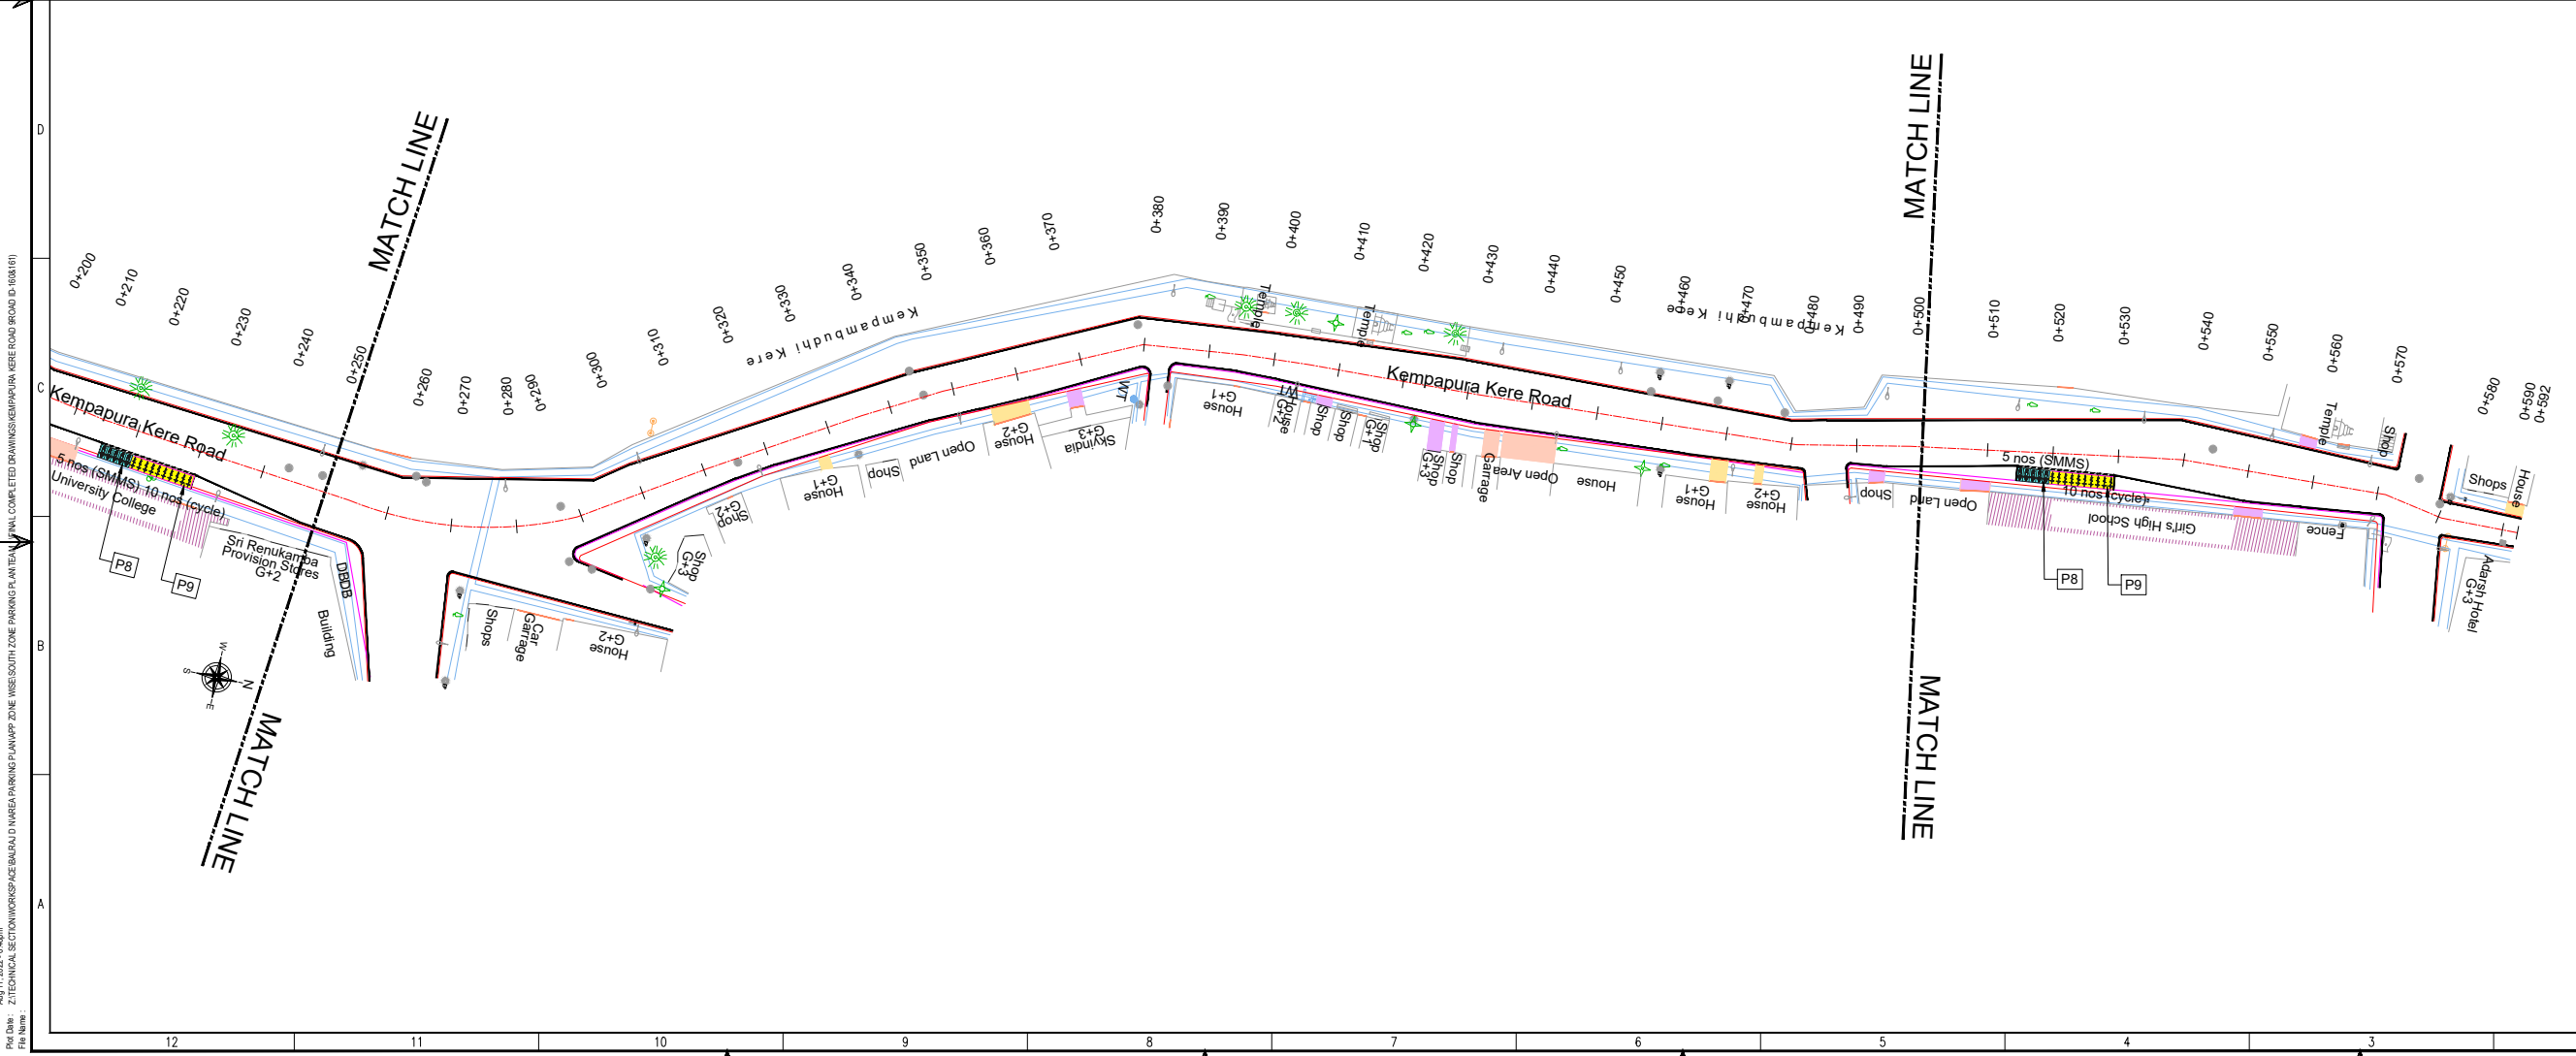 MATCH LINE
MATCH LINE
D
C
B
A
0+200
0+210
0+220
0+230
0+240
0+250
0+260
0+270
0+280
0+290
0+300
0+310
0+320
0+330
0+340
0+350
0+360
0+370
0+380
0+390
0+400
0+410
0+420
0+430
0+440
0+450
0+460
0+470
0+480
0+490
0+500
0+510
0+520
0+530
0+540
0+550
0+560
0+570
0+580
0+590
0+592
Kempambudhi Kere
Kempambudhi Kere
Temple
Temple
Temple
Shop
Shops
House
Kempapura Kere Road
Kempapura Kere Road
5 nos (SMMS)
10 nos (cycle)
University College
Sri Renukamba
Provision Stores
G+2
DBDB
Building
P8
P9
Shops
Car
Garrage
House
G+2
Shop
G+3
Shop
G+2
House
G+1
Shop
Open Land
House
G+2
Skyindia
G+3
WT
House
G+1
House
G+2
WT
Shop
Shop
Shop
G+1
Shop
G+3
Shop
Garrage
Open Area
House
House
G+1
House
G+2
Shop
Open Land
5 nos (SMMS)
10 nos (cycle)
Girl's High School
Fence
P8
P9
Adarsh Hotel
G+3
W
S
N
E
MATCH LINE
MATCH LINE
12
11
10
9
8
7
6
5
4
3
Plot Date :
File Name :